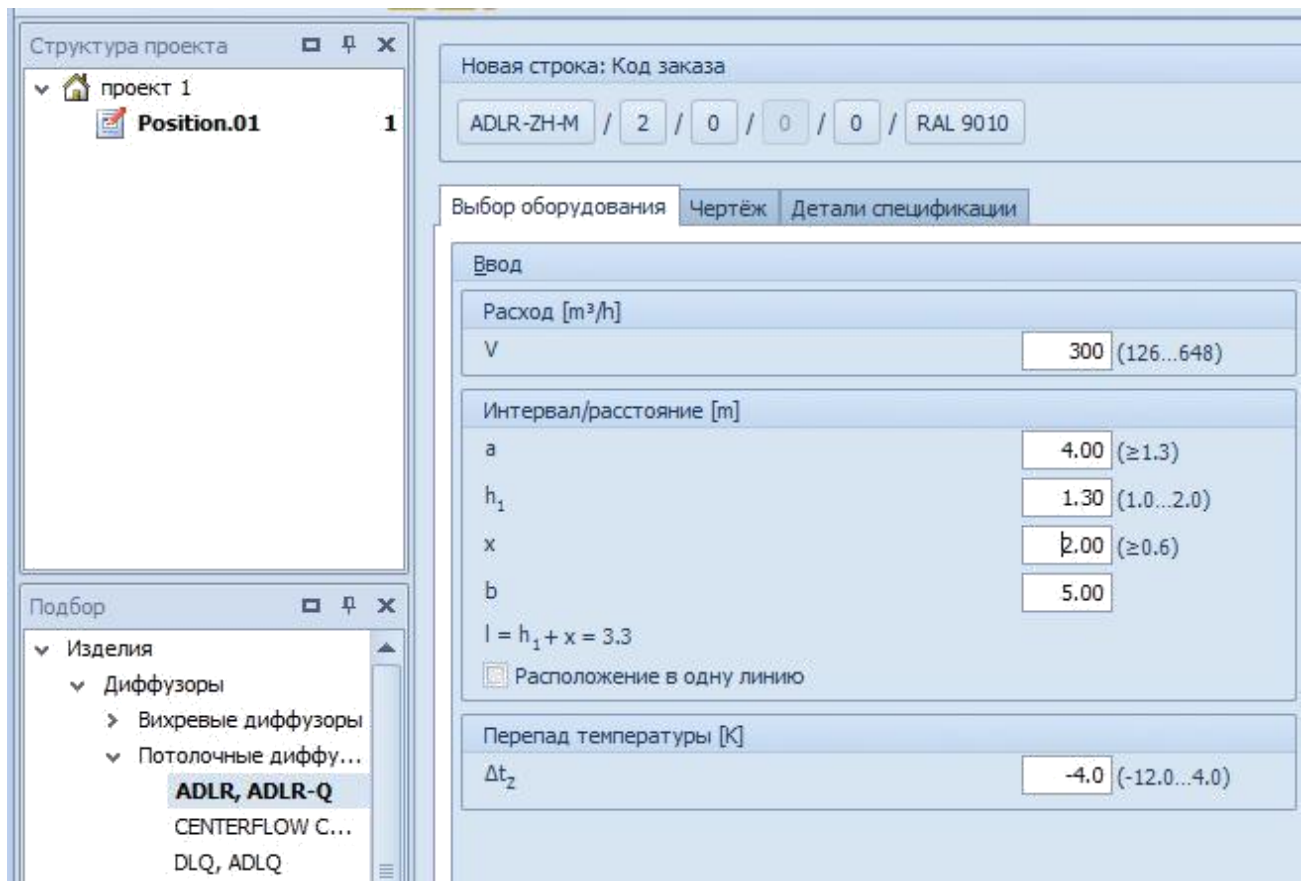 Структура проекта
проект 1
Position.01 1
Подбор
Изделия
Диффузоры
Вихревые диффузоры
Потолочные диффу...
ADLR, ADLR-Q
CENTERFLOW C...
DLQ, ADLQ
Новая строка: Код заказа
ADLR-ZH-M / 2 / 0 / 0 / 0 / RAL 9010
Выбор оборудования Чертёж Детали спецификации
Ввод
Расход [m³/h]
V 300 (126...648)
Интервал/расстояние [m]
a 4.00 (≥1.3)
h₁ 1.30 (1.0...2.0)
x 2.00 (≥0.6)
b 5.00
l = h₁ + x = 3.3
Расположение в одну линию
Перепад температуры [K]
Δt_z -4.0 (-12.0...4.0)